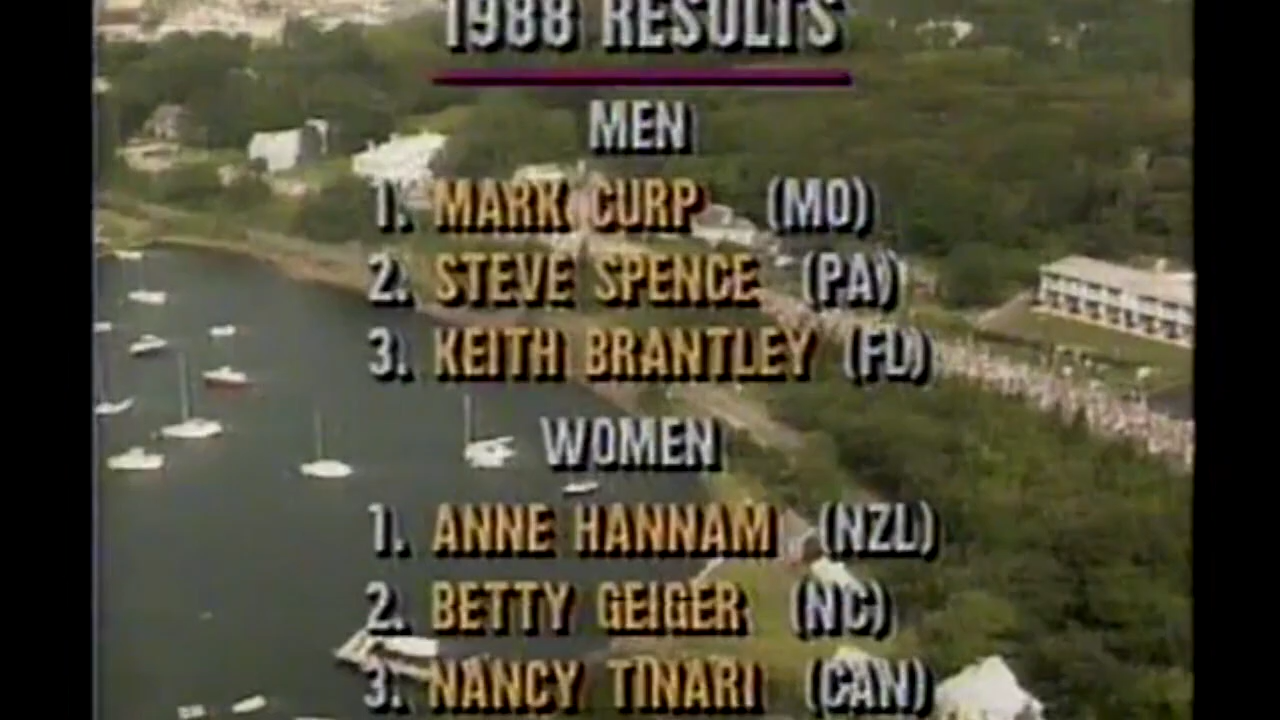 1988 RESULTS
MEN
1. MARK CURP (MO)
2. STEVE SPENCE (PA)
3. KEITH BRANTLEY (FL)
WOMEN
1. ANNE HANNAM (NZL)
2. BETTY GEIGER (NC)
3. NANCY TINARI (CAN)